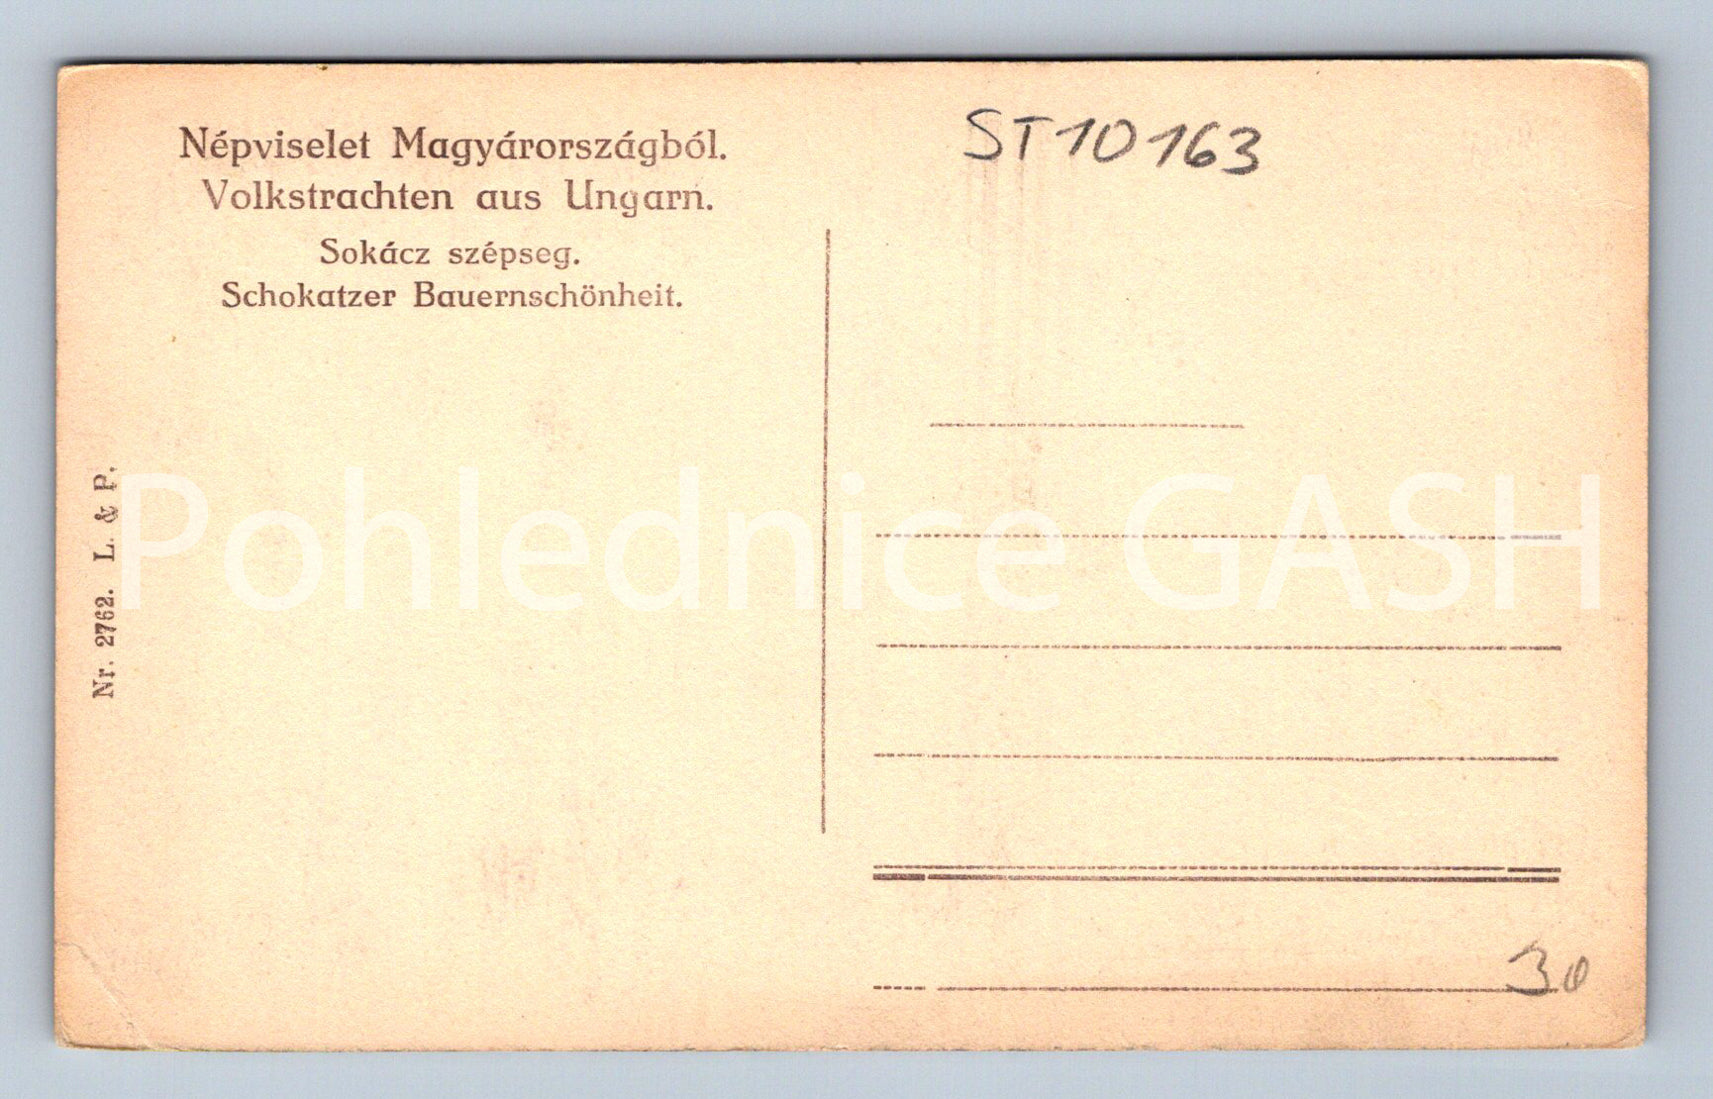 Népviselet Magyárországból.
Volkstrachten aus Ungarn.
Sokácz szépseg.
Schokatzer Bauernschönheit.
Nr. 2762. L. & P.
ST10163
Pohlednice GASH
30